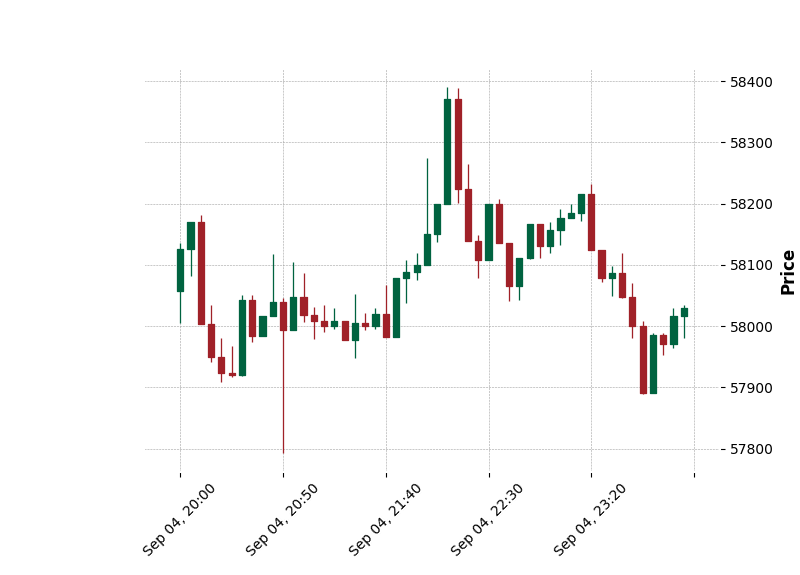 58400
58300
58200
58100
58000
57900
57800
Price
Sep 04, 20:00
Sep 04, 20:50
Sep 04, 21:40
Sep 04, 22:30
Sep 04, 23:20